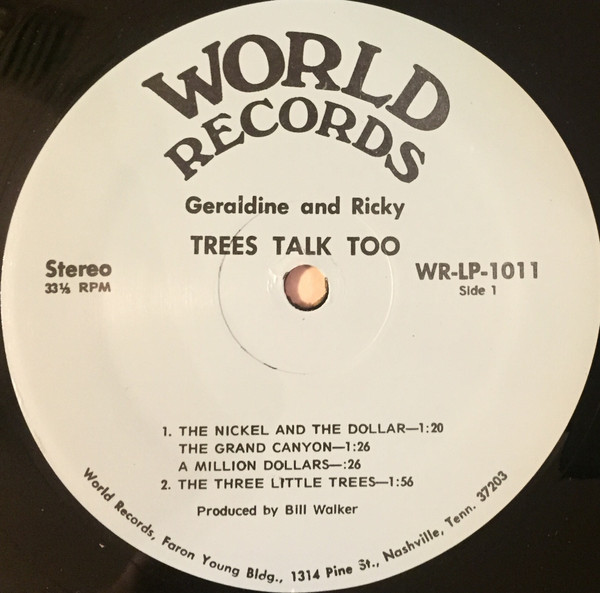 WORLD
RECORDS
Geraldine and Ricky
TREES TALK TOO
Stereo
33⅓ RPM
WR-LP-1011
Side 1
1. THE NICKEL AND THE DOLLAR—1:20
THE GRAND CANYON—1:26
A MILLION DOLLARS—:26
2. THE THREE LITTLE TREES—1:56
Produced by Bill Walker
World Records, Faron Young Bldg., 1314 Pine St., Nashville, Tenn. 37203